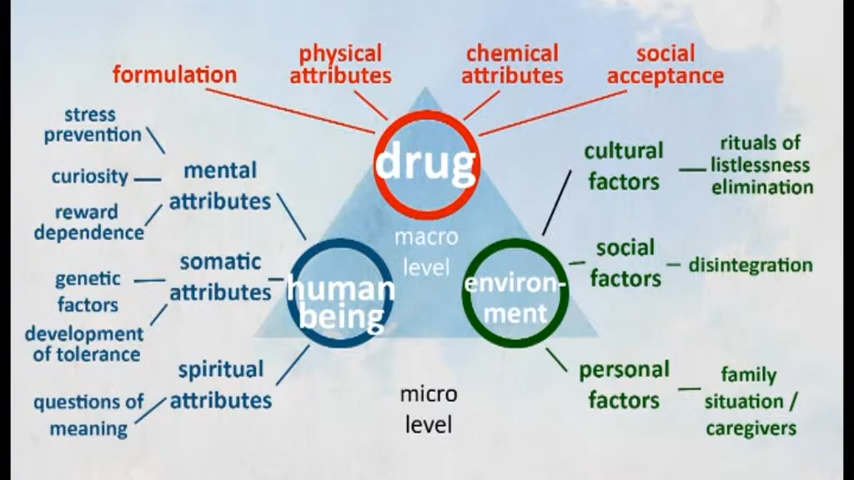 physical
attributes
chemical
attributes
social
acceptance
formulation
stress
prevention
curiosity
reward
dependence
mental
attributes
genetic
factors
development
of tolerance
somatic
attributes
questions of
meaning
spiritual
attributes
drug
macro
level
human
being
environ-
ment
micro
level
cultural
factors
rituals of
listlessness
elimination
social
factors
disintegration
personal
factors
family
situation /
caregivers